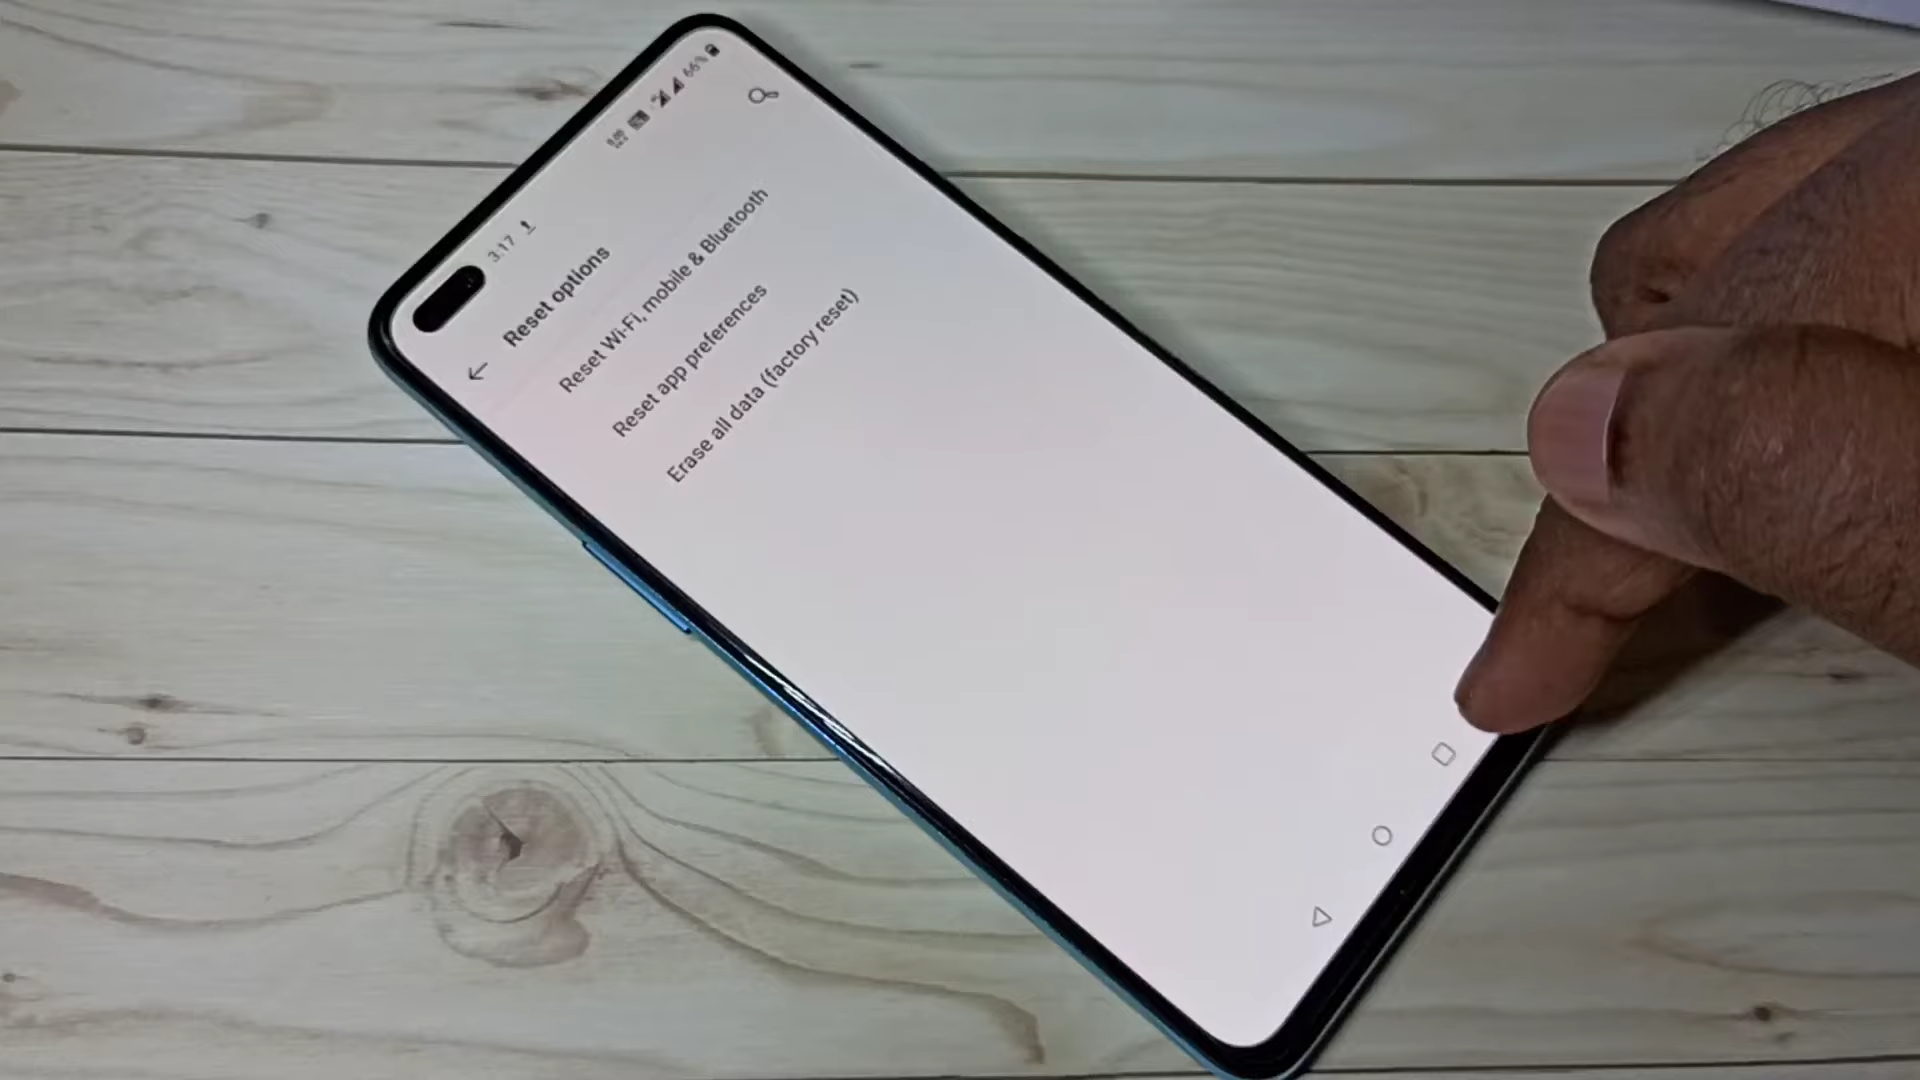 3:17
66%
Reset options
Reset Wi-Fi, mobile & Bluetooth
Reset app preferences
Erase all data (factory reset)